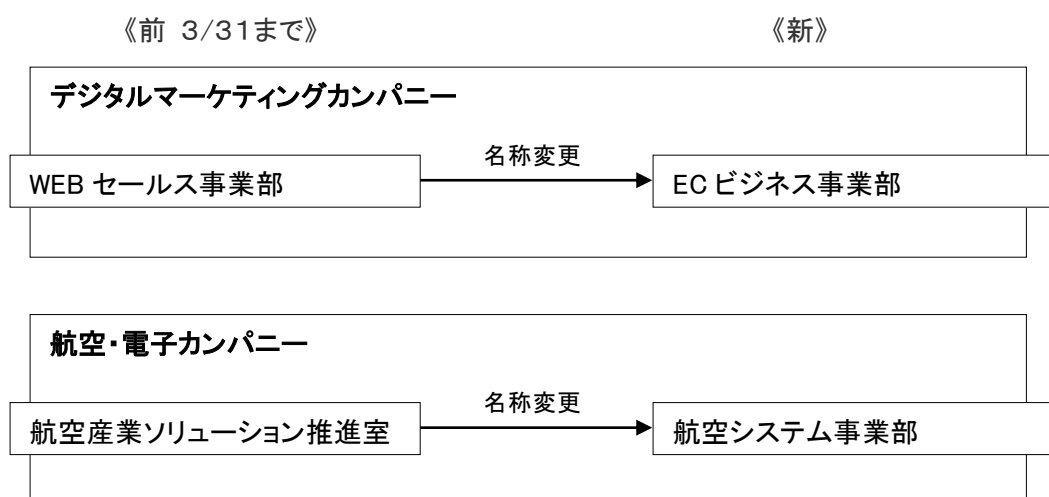 《前 3/31まで》 《新》
デジタルマーケティングカンパニー
名称変更
WEB セールス事業部 EC ビジネス事業部
航空・電子カンパニー
名称変更
航空産業ソリューション推進室 航空システム事業部